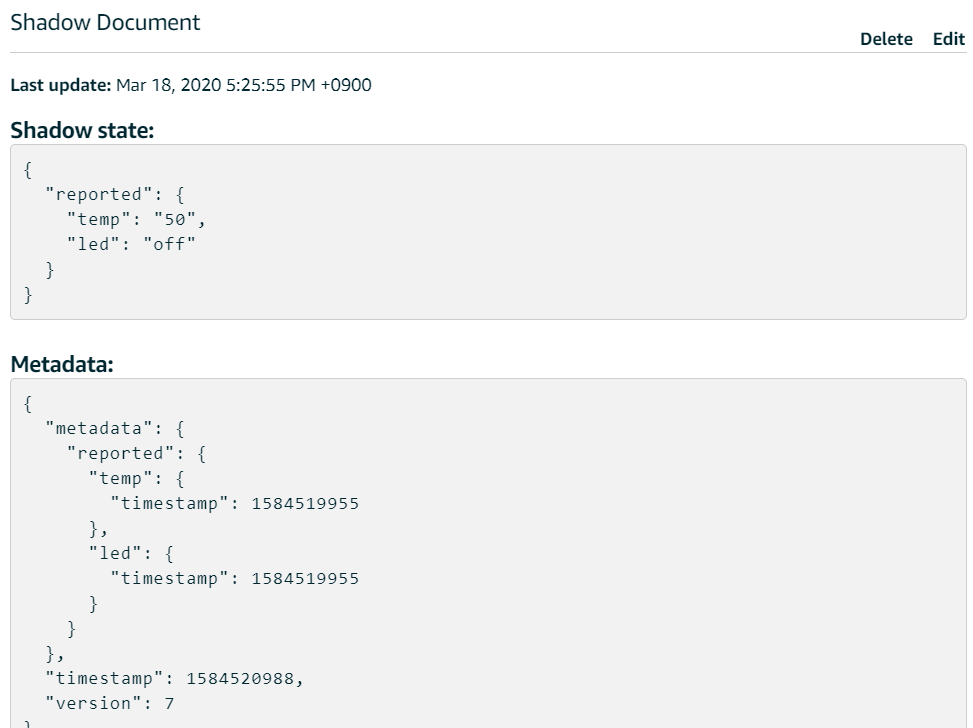 Shadow Document
Delete Edit
Last update: Mar 18, 2020 5:25:55 PM +0900
Shadow state:
{
  "reported": {
    "temp": "50",
    "led": "off"
  }
}
Metadata:
{
  "metadata": {
    "reported": {
      "temp": {
        "timestamp": 1584519955
      },
      "led": {
        "timestamp": 1584519955
      }
    }
  },
  "timestamp": 1584520988,
  "version": 7
}